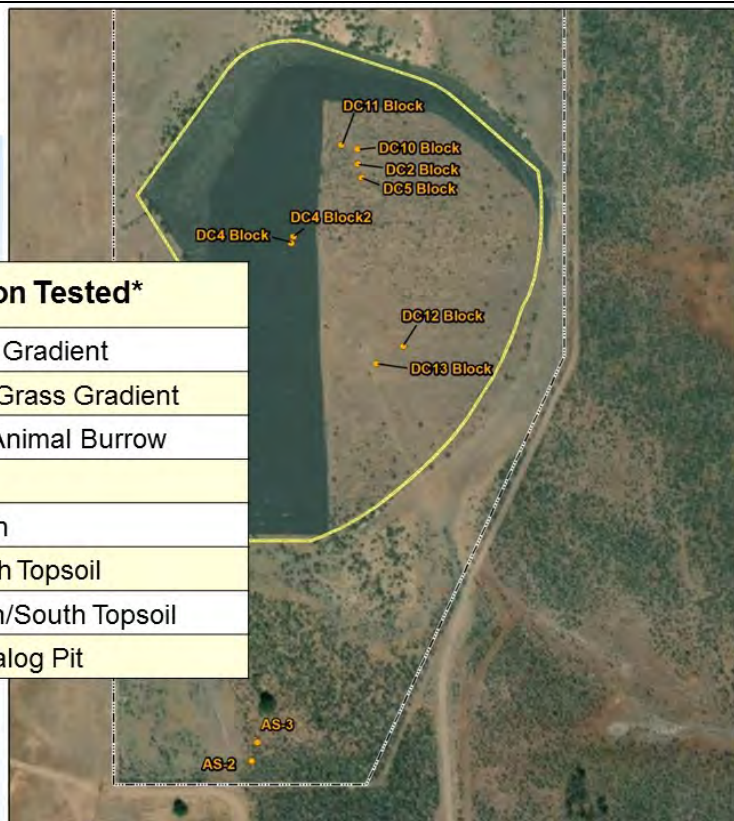 on Tested*
Gradient
Grass Gradient
Animal Burrow
h Topsoil
/South Topsoil
alog Pit
DC11 Block
DC10 Block
DC2 Block
DC5 Block
DC4 Block2
DC4 Block
DC12 Block
DC13 Block
AS-3
AS-2